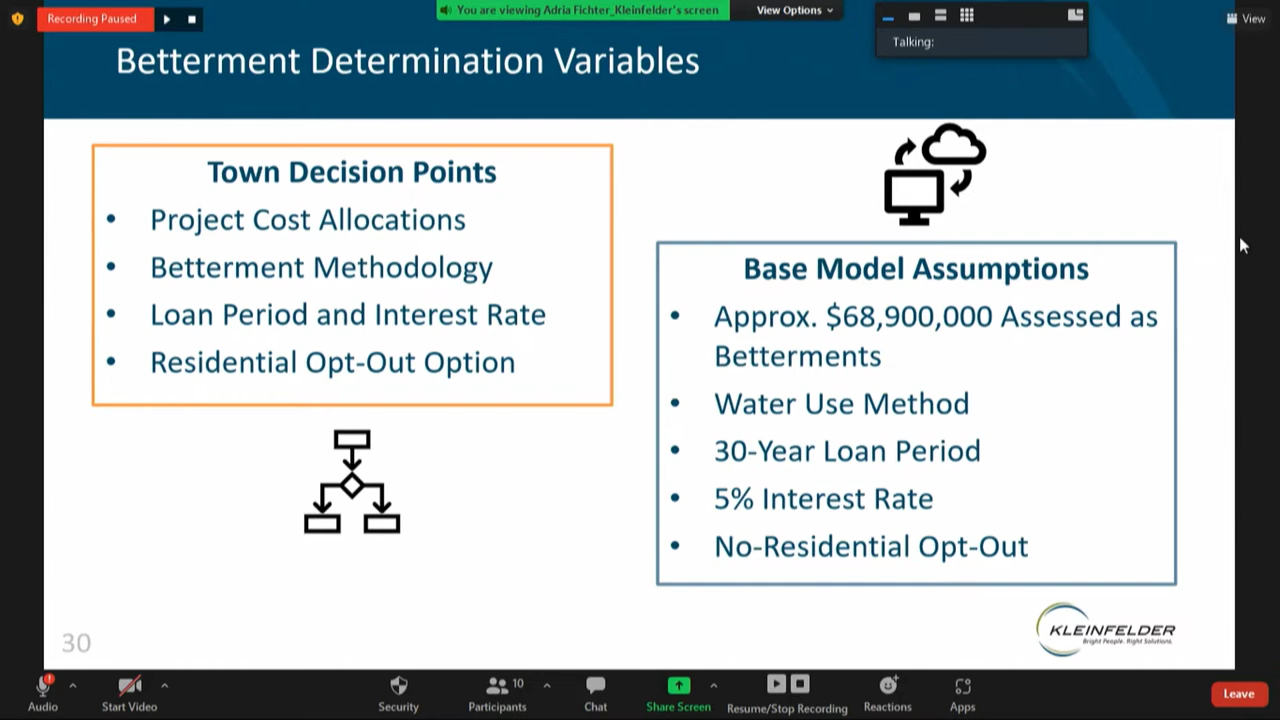 Recording Paused
You are viewing Adria Fichter_Kleinfelder's screen
View Options
View
Talking:
Betterment Determination Variables
Town Decision Points
• Project Cost Allocations
• Betterment Methodology
• Loan Period and Interest Rate
• Residential Opt-Out Option
Base Model Assumptions
• Approx. $68,900,000 Assessed as
Betterments
• Water Use Method
• 30-Year Loan Period
• 5% Interest Rate
• No-Residential Opt-Out
KLEINFELDER
Bright People. Right Solutions.
30
Audio
Start Video
Security
Participants
10
Chat
Share Screen
Resume/Stop Recording
Reactions
Apps
Leave